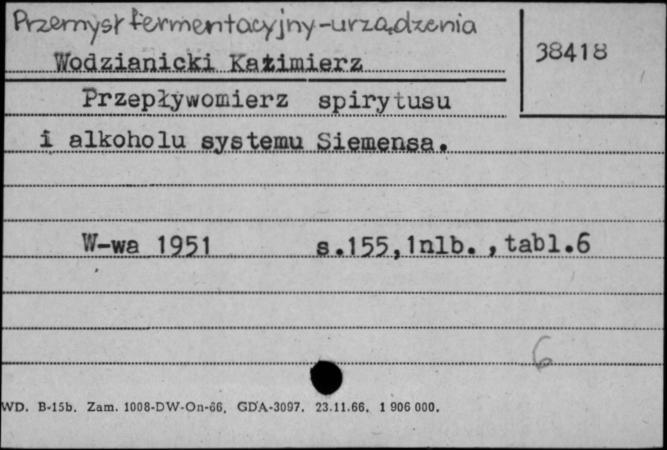 Przemysł fermentacyjny-urządzenia
38418
Wodzianicki Kazimierz
Przepływomierz spirytusu
i alkoholu systemu Siemensa.
W-wa 1951 s.155,1nlb.,tabl.6
6
WD. B-15b. Zam. 1008-DW-On-66. GDA-3097. 23.11.66. 1 906 000.